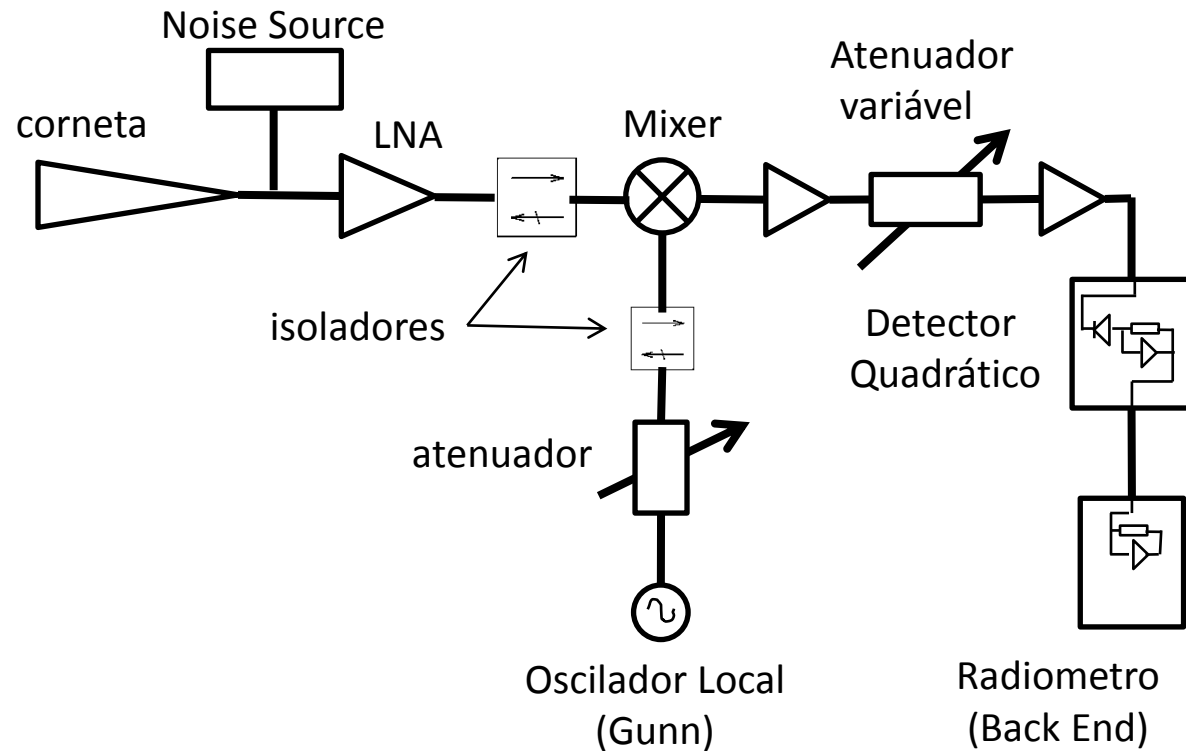 Noise Source
corneta
LNA
Mixer
Atenuador
variável
isoladores
Detector
Quadrático
atenuador
Oscilador Local
(Gunn)
Radiometro
(Back End)